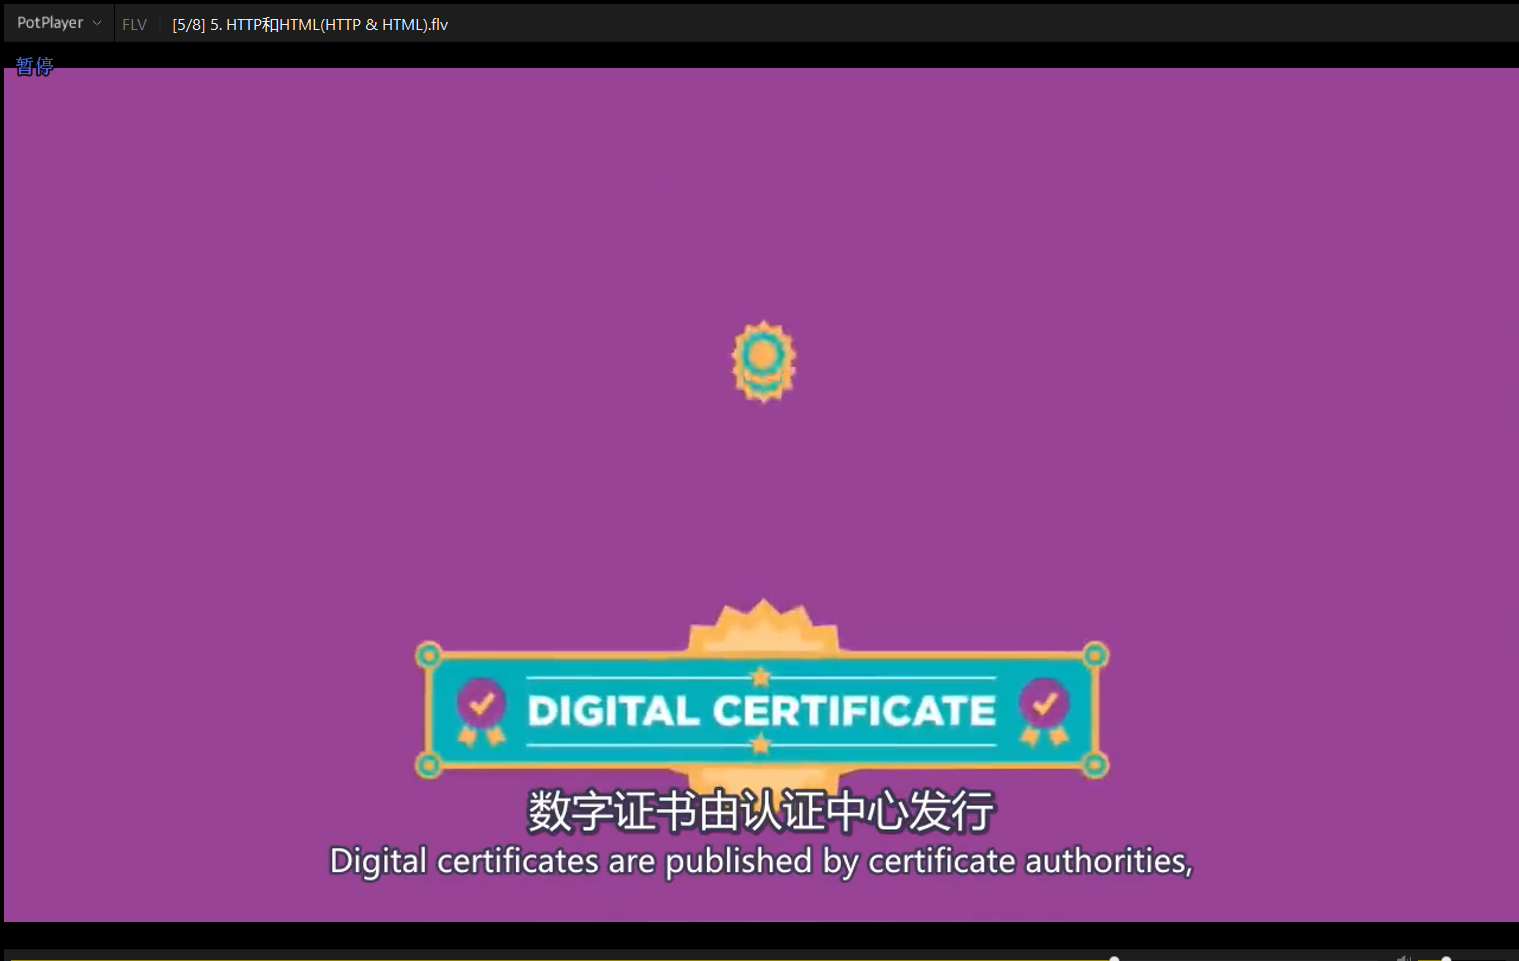 PotPlayer FLV [5/8] 5. HTTP和HTML(HTTP & HTML).flv
暂停
DIGITAL CERTIFICATE
数字证书由认证中心发行
Digital certificates are published by certificate authorities,